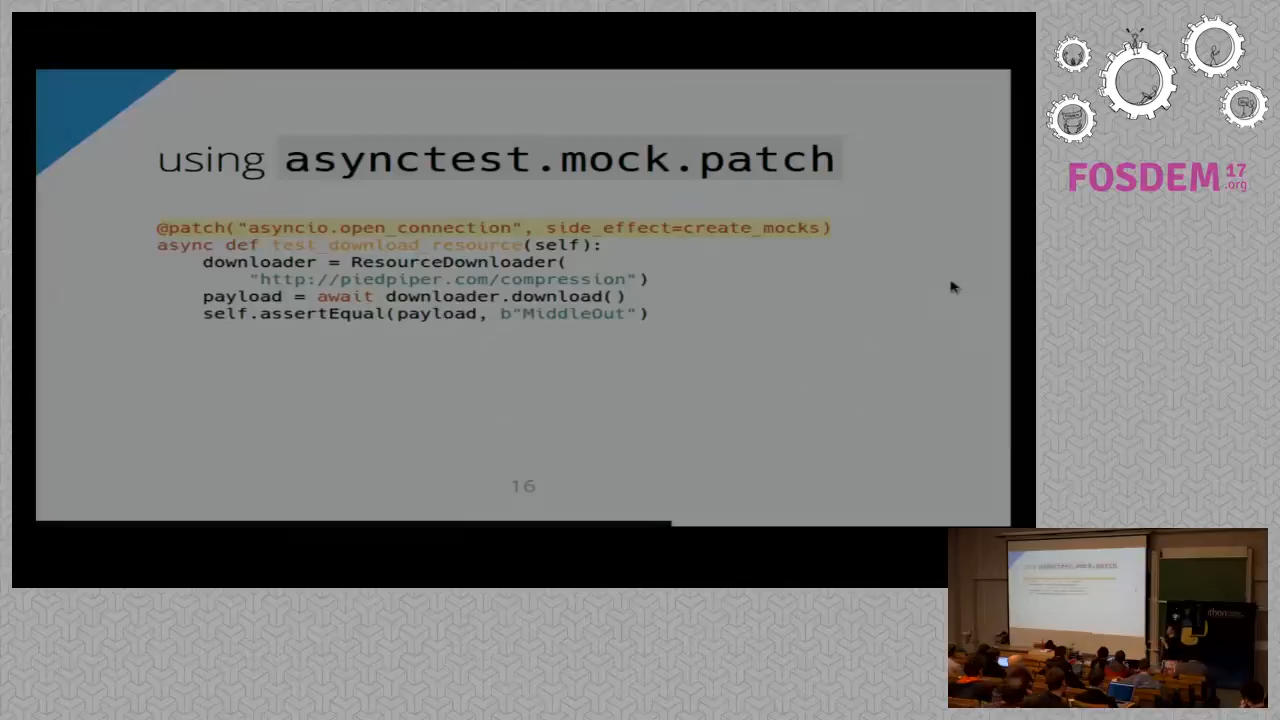 using asynctest.mock.patch
@patch("asyncio.open_connection", side_effect=create_mocks)
async def test_download_resource(self):
downloader = ResourceDownloader(
"http://piedpiper.com/compression")
payload = await downloader.download()
self.assertEqual(payload, b"MiddleOut")
16
FOSDEM 17
.org